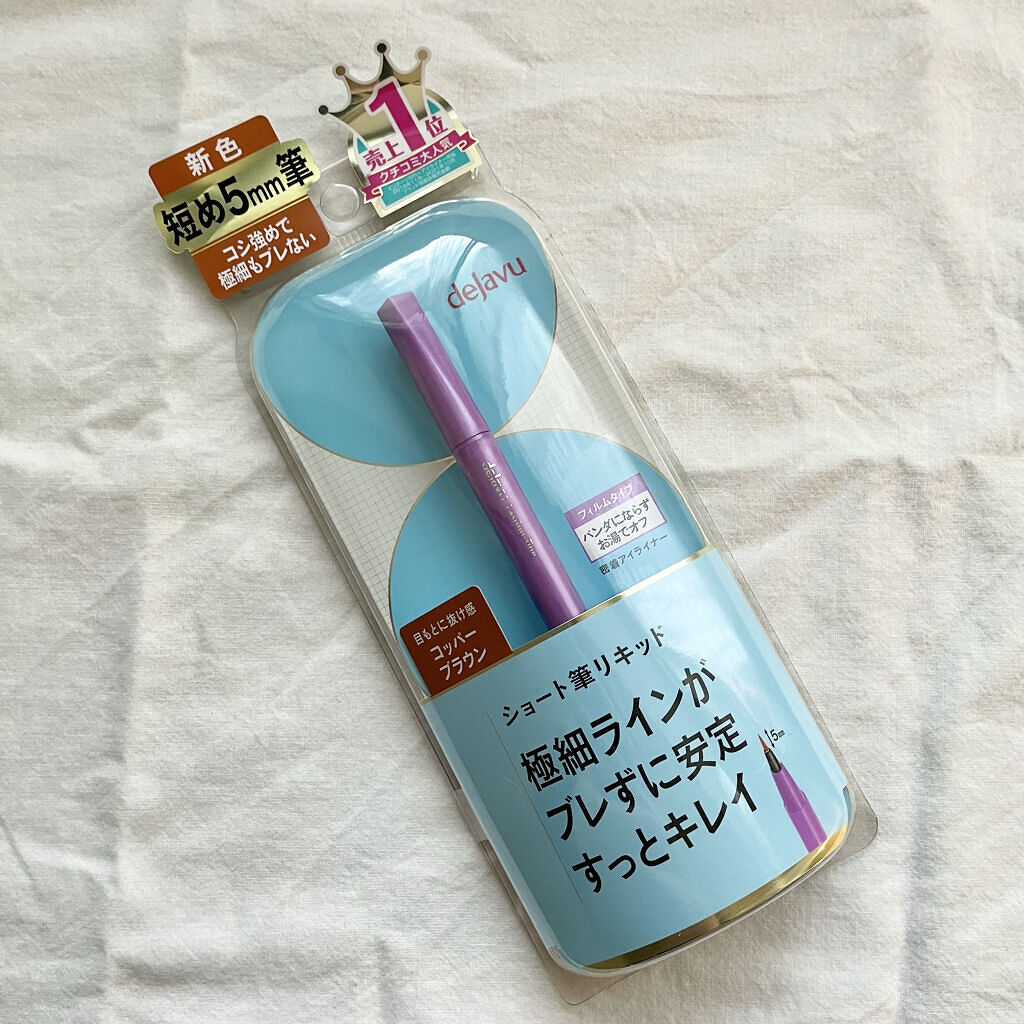 新色
短め5mm筆
コシ強めで
極細もブレない
売上1位
クチコミ大人気
dejavu
dejavu Lasting-fine
フィルムタイプ
パンダにならず
お湯でオフ
密着アイライナー
目もとに抜け感
コッパー
ブラウン
ショート筆リキッド
極細ラインが
ブレずに安定
すっとキレイ
5mm